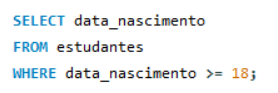 SELECT data_nascimento
FROM estudantes
WHERE data_nascimento >= 18;